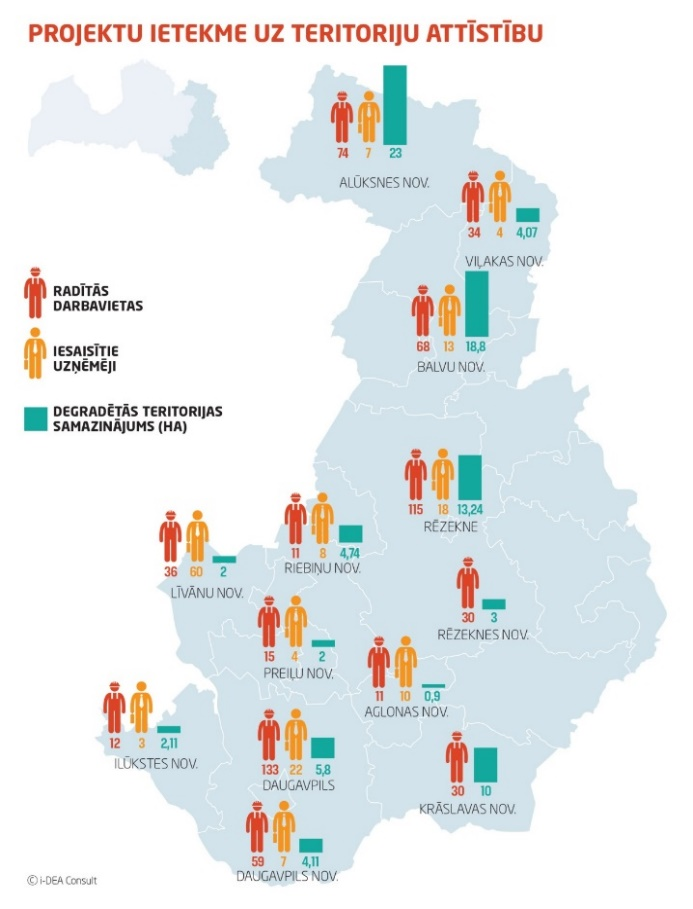 PROJEKTU IETEKME UZ TERITORIJU ATTĪSTĪBU
74 7 23
ALŪKSNES NOV.
34 4 4,07
VIĻAKAS NOV.
RADĪTĀS
DARBAVIETAS
IESAISĪTIE
UZŅĒMĒJI
DEGRADĒTĀS TERITORIJAS
SAMAZINĀJUMS (HA)
68 13 18,8
BALVU NOV.
115 18 13,24
RĒZEKNE
11 8 4,74
RIEBIŅU NOV.
36 60 2
LĪVĀNU NOV.
30 3
RĒZEKNES NOV.
15 4 2
PREIĻU NOV.
11 10 0,9
AGLONAS NOV.
12 3 2,11
ILŪKSTES NOV.
133 22 5,8
DAUGAVPILS
30 10
KRĀSLAVAS NOV.
59 7 4,11
DAUGAVPILS NOV.
© i-DEA Consult